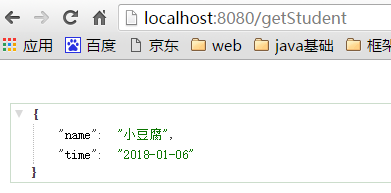 localhost:8080/getStudent
应用 百度 京东 web java基础 框架
{
"name": "小豆腐",
"time": "2018-01-06"
}